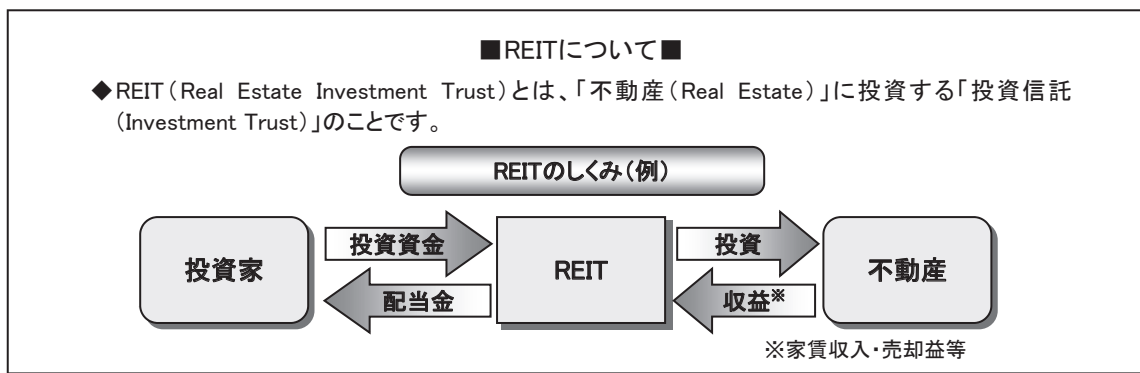 ■REITについて■
◆REIT(Real Estate Investment Trust)とは、「不動産(Real Estate)」に投資する「投資信託
(Investment Trust)」のことです。
REITのしくみ(例)
投資家
投資資金
配当金
REIT
投資
収益※
不動産
※家賃収入・売却益等